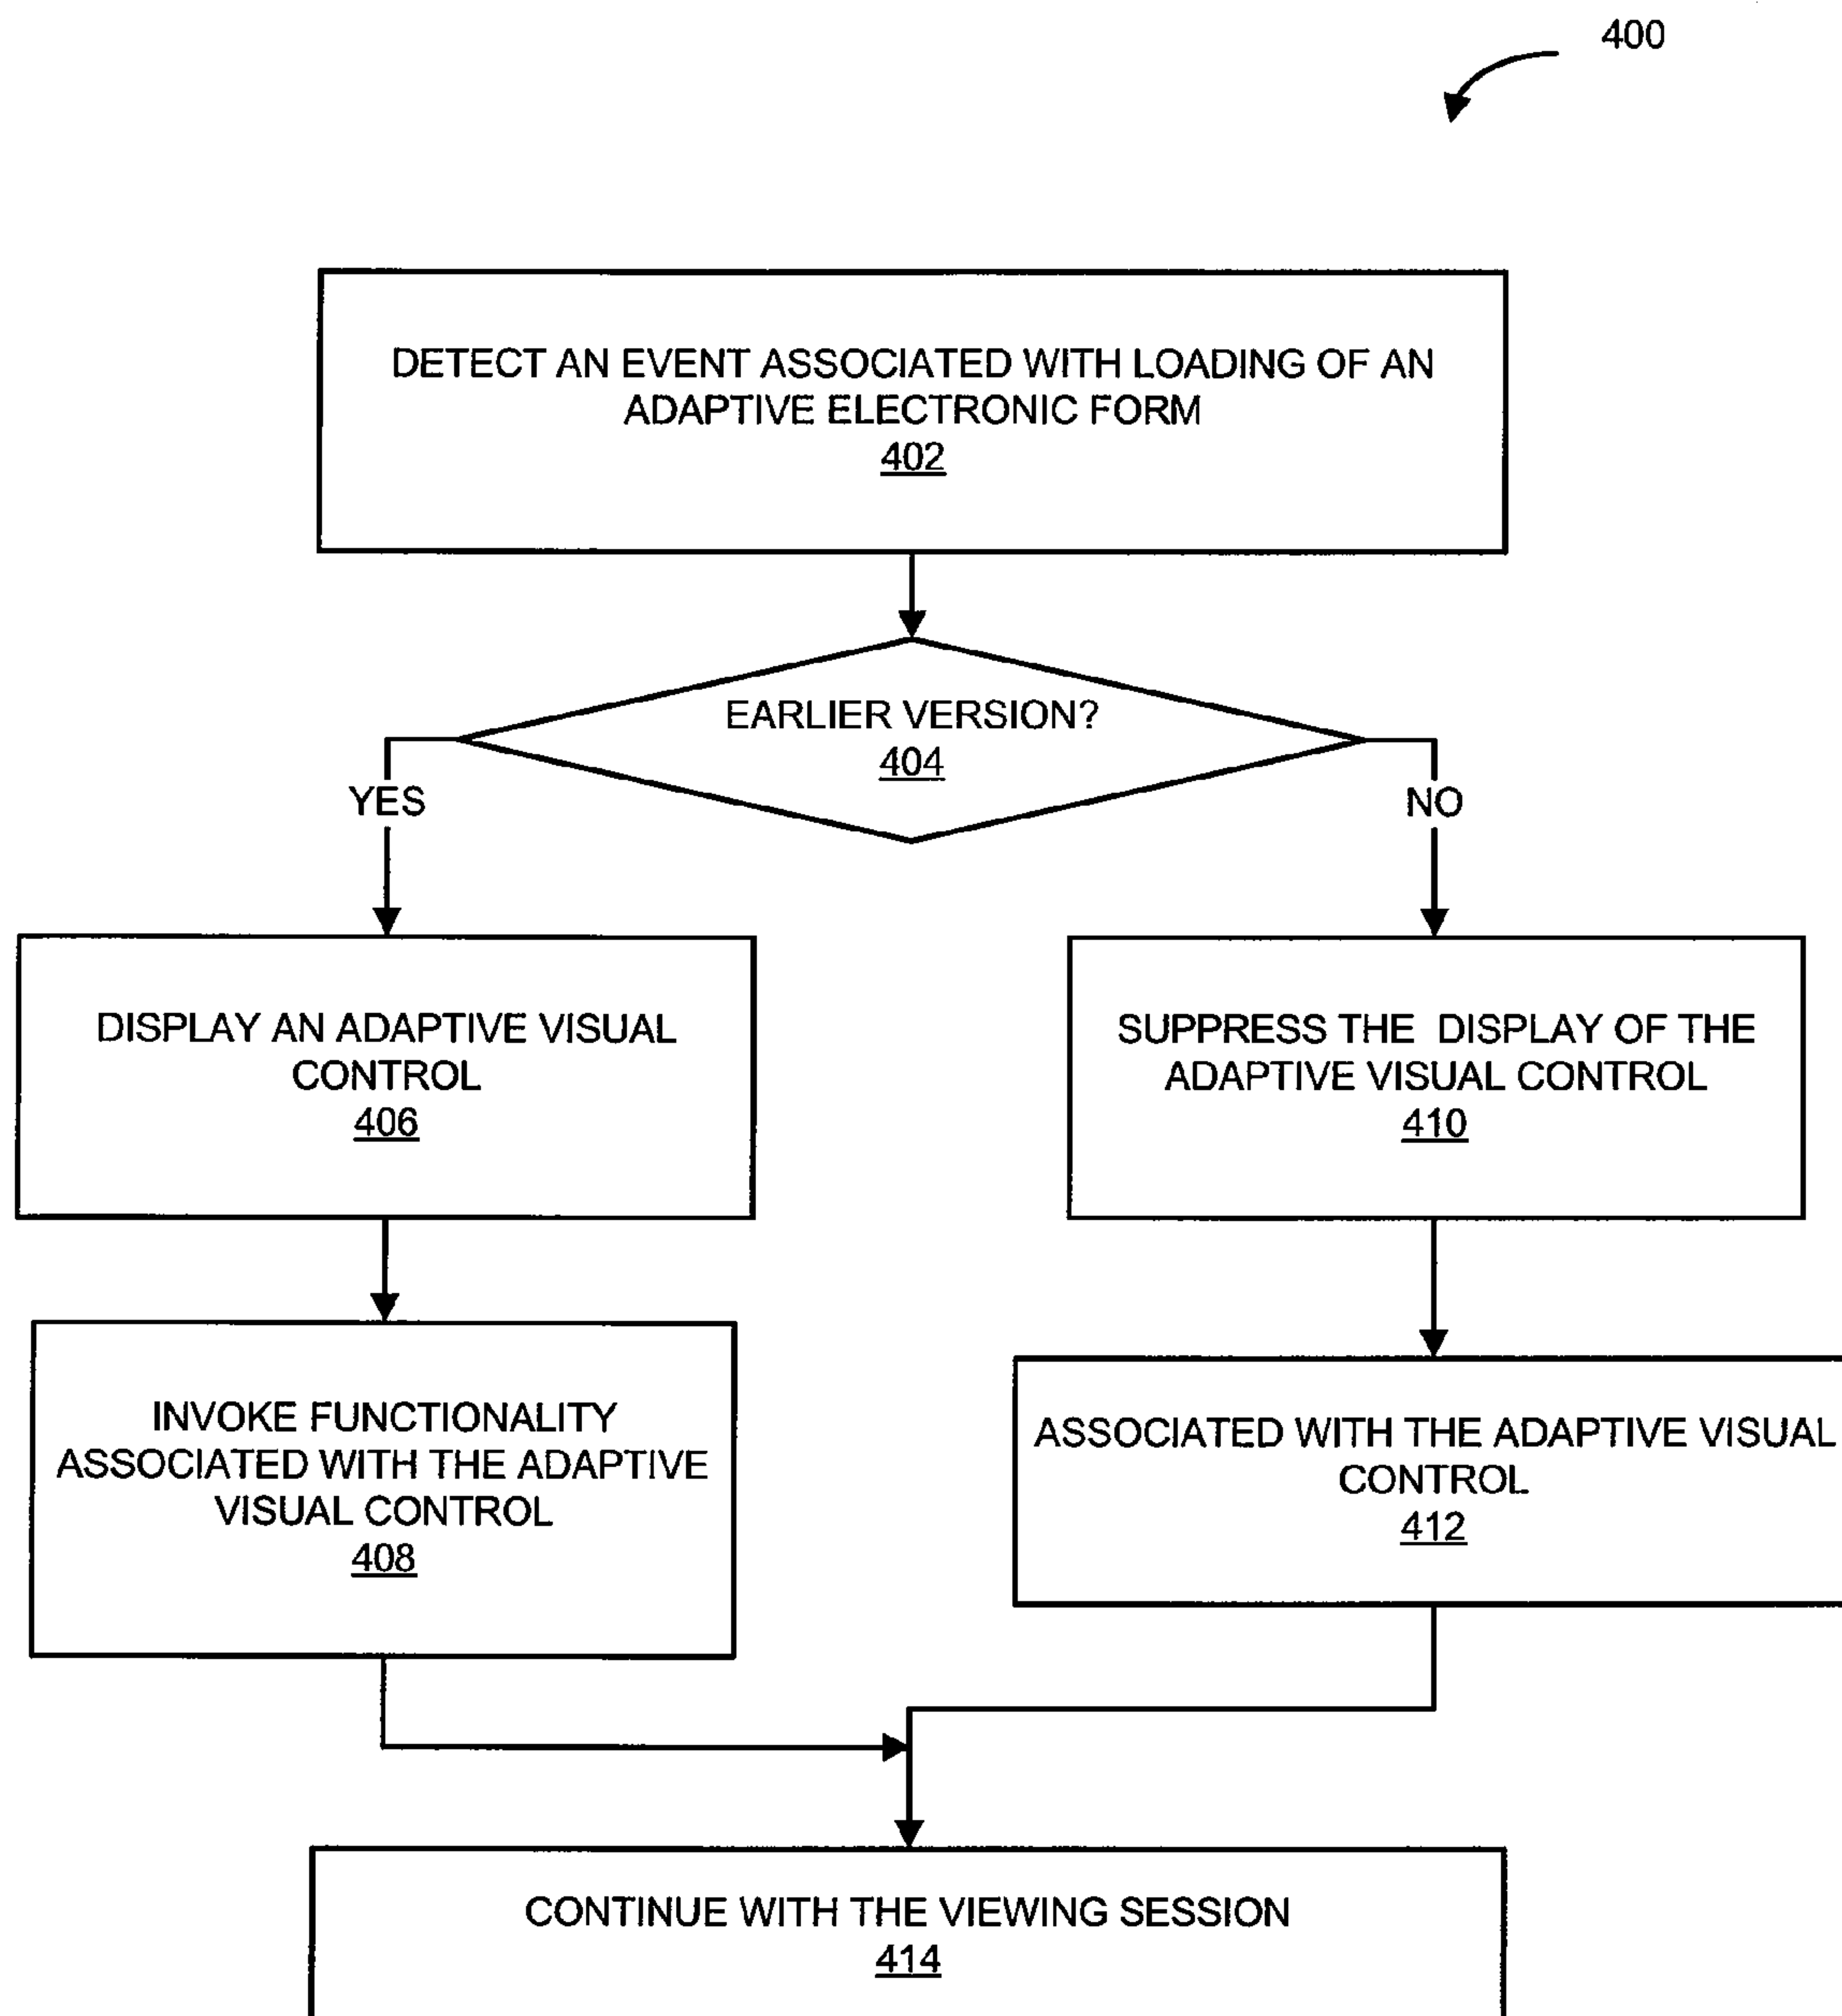 400
DETECT AN EVENT ASSOCIATED WITH LOADING OF AN
ADAPTIVE ELECTRONIC FORM
402
EARLIER VERSION?
404
YES
NO
DISPLAY AN ADAPTIVE VISUAL
CONTROL
406
SUPPRESS THE DISPLAY OF THE
ADAPTIVE VISUAL CONTROL
410
INVOKE FUNCTIONALITY
ASSOCIATED WITH THE ADAPTIVE
VISUAL CONTROL
408
ASSOCIATED WITH THE ADAPTIVE VISUAL
CONTROL
412
CONTINUE WITH THE VIEWING SESSION
414